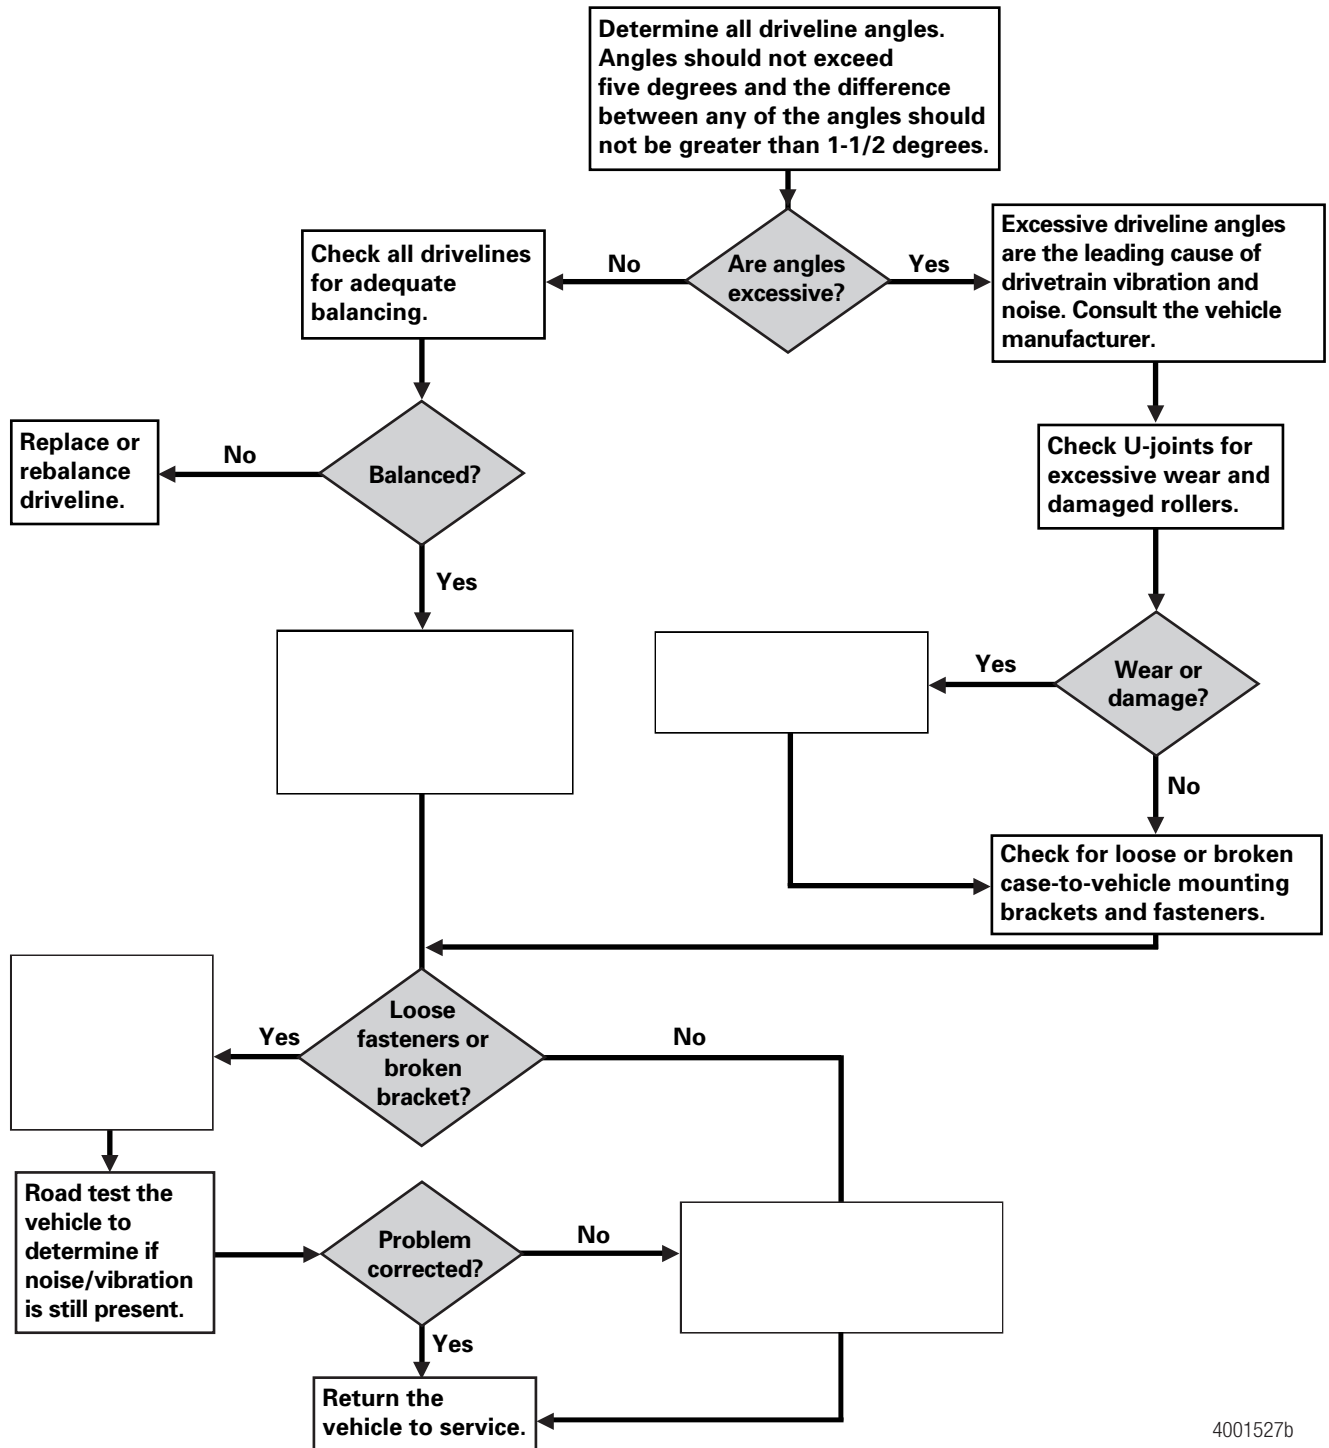 Determine all driveline angles.
Angles should not exceed
five degrees and the difference
between any of the angles should
not be greater than 1-1/2 degrees.
Are angles
excessive?
No
Yes
Check all drivelines
for adequate
balancing.
Excessive driveline angles
are the leading cause of
drivetrain vibration and
noise. Consult the vehicle
manufacturer.
Balanced?
No
Replace or
rebalance
driveline.
Yes
Check U-joints for
excessive wear and
damaged rollers.
Wear or
damage?
Yes
No
Check for loose or broken
case-to-vehicle mounting
brackets and fasteners.
Loose
fasteners or
broken
bracket?
Yes
No
Road test the
vehicle to
determine if
noise/vibration
is still present.
Problem
corrected?
No
Yes
Return the
vehicle to service.
4001527b